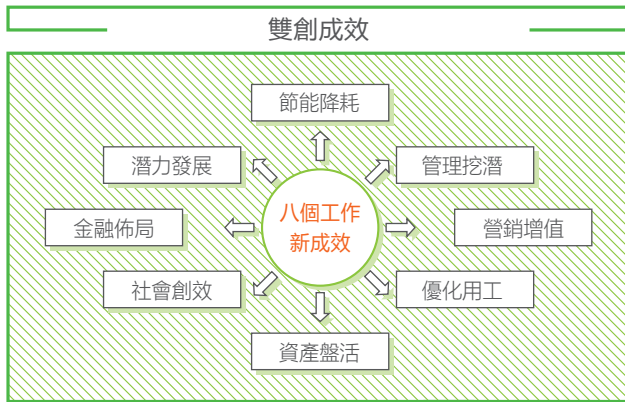 雙創成效
節能降耗
潛力發展
管理挖潛
金融佈局
八個工作
新成效
營銷增值
社會創效
優化用工
資產盤活